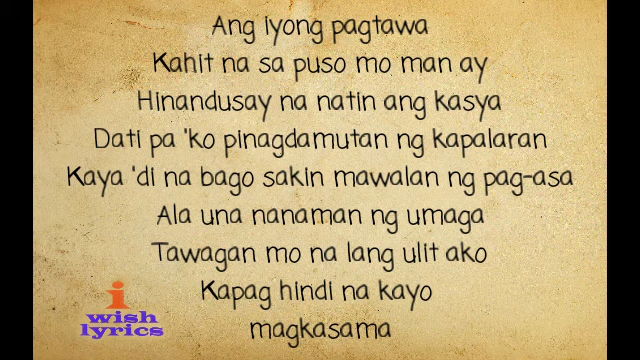 Ang iyong pagtawa
Kahit na sa puso mo man ay
Hinandusay na natin ang kasya
Dati pa 'ko pinagdamutan ng kapalaran
Kaya 'di na bago sakin mawalan ng pag-asa
Ala una nanaman ng umaga
Tawagan mo na lang ulit ako
Kapag hindi na kayo
magkasama
i
wish
lyrics